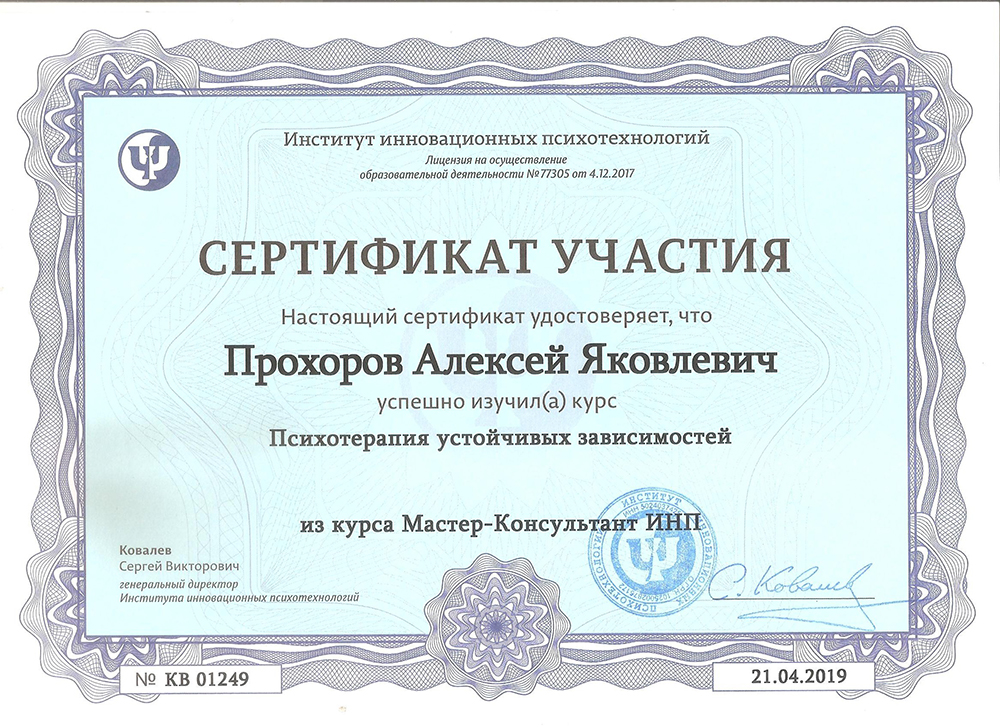 Институт инновационных психотехнологий
Лицензия на осуществление
образовательной деятельности №77305 от 4.12.2017
СЕРТИФИКАТ УЧАСТИЯ
Настоящий сертификат удостоверяет, что
Прохоров Алексей Яковлевич
успешно изучил(а) курс
Психотерапия устойчивых зависимостей
из курса Мастер-Консультант ИНП
Ковалев
Сергей Викторович
генеральный директор
Института инновационных психотехнологий
ИНСТИТУТ ИННОВАЦИОННЫХ ПСИХОТЕХНОЛОГИЙ
С. Ковалев
№ КВ 01249
21.04.2019